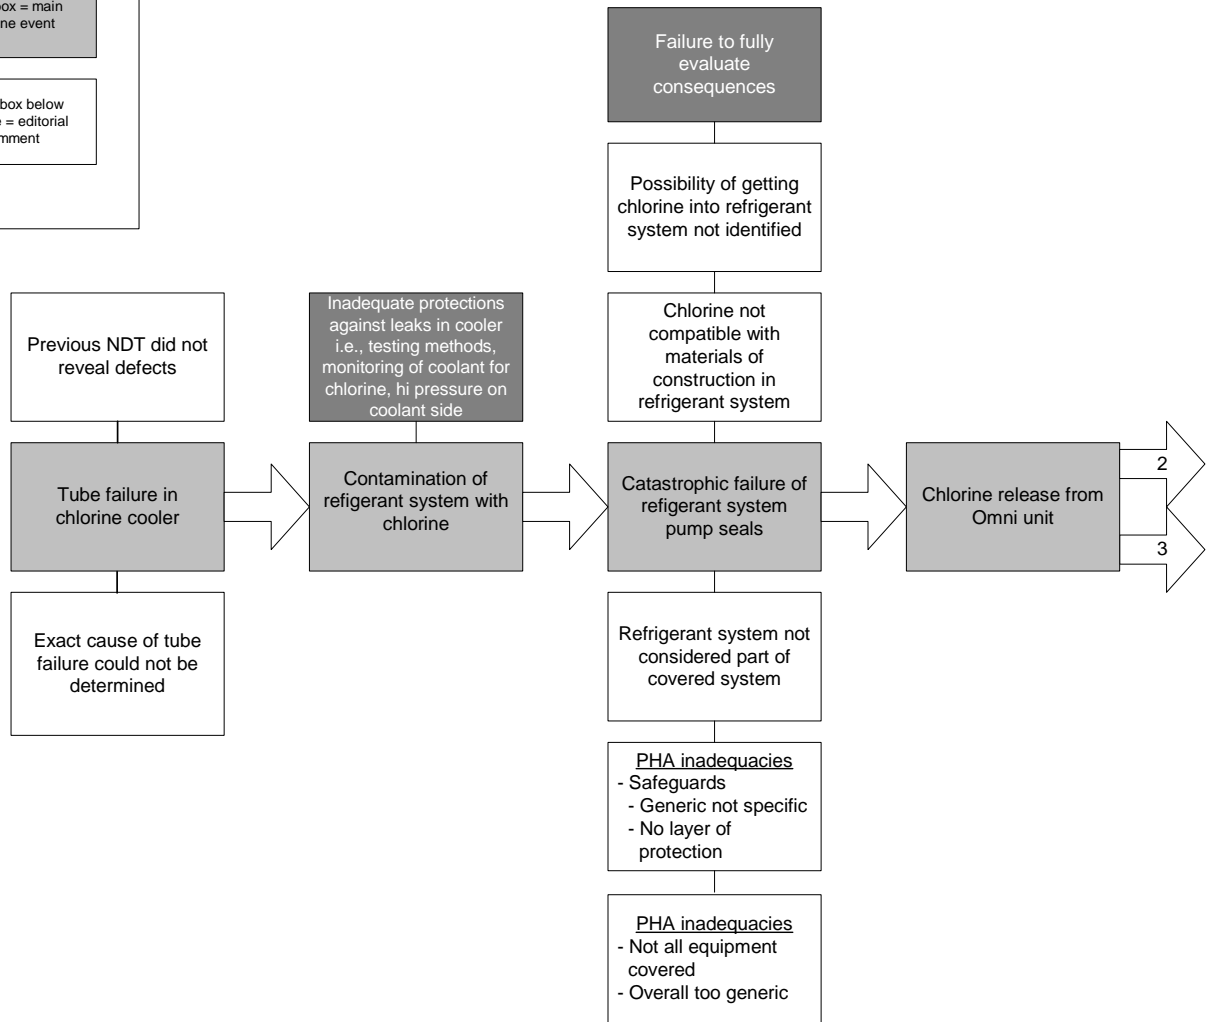 box = main
ne event
box below
= editorial
mment
Failure to fully
evaluate
consequences
Possibility of getting
chlorine into refrigerant
system not identified
Previous NDT did not
reveal defects
Inadequate protections
against leaks in cooler
i.e., testing methods,
monitoring of coolant for
chlorine, hi pressure on
coolant side
Chlorine not
compatible with
materials of
construction in
refrigerant system
Tube failure in
chlorine cooler
Contamination of
refigerant system with
chlorine
Catastrophic failure of
refigerant system
pump seals
Chlorine release from
Omni unit
2
3
Exact cause of tube
failure could not be
determined
Refrigerant system not
considered part of
covered system
PHA inadequacies
- Safeguards
- Generic not specific
- No layer of
protection
PHA inadequacies
- Not all equipment
covered
- Overall too generic